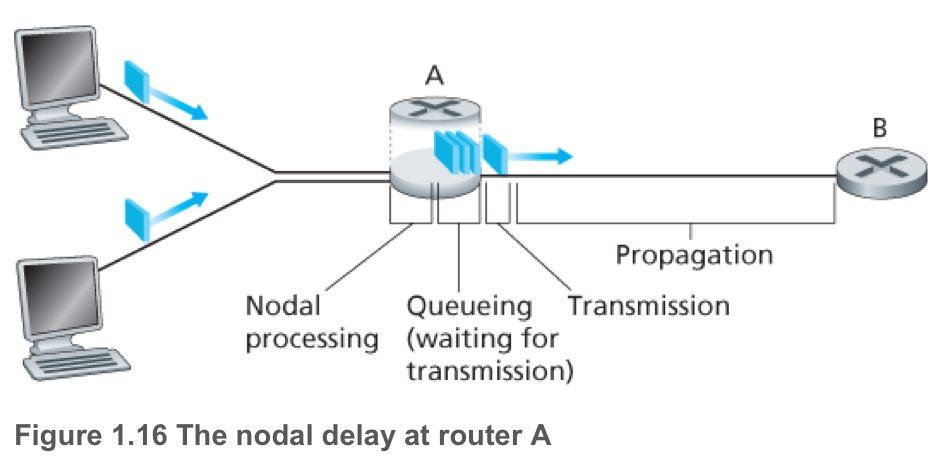 A
B
Propagation
Nodal
processing
Queueing
(waiting for
transmission)
Transmission
Figure 1.16 The nodal delay at router A